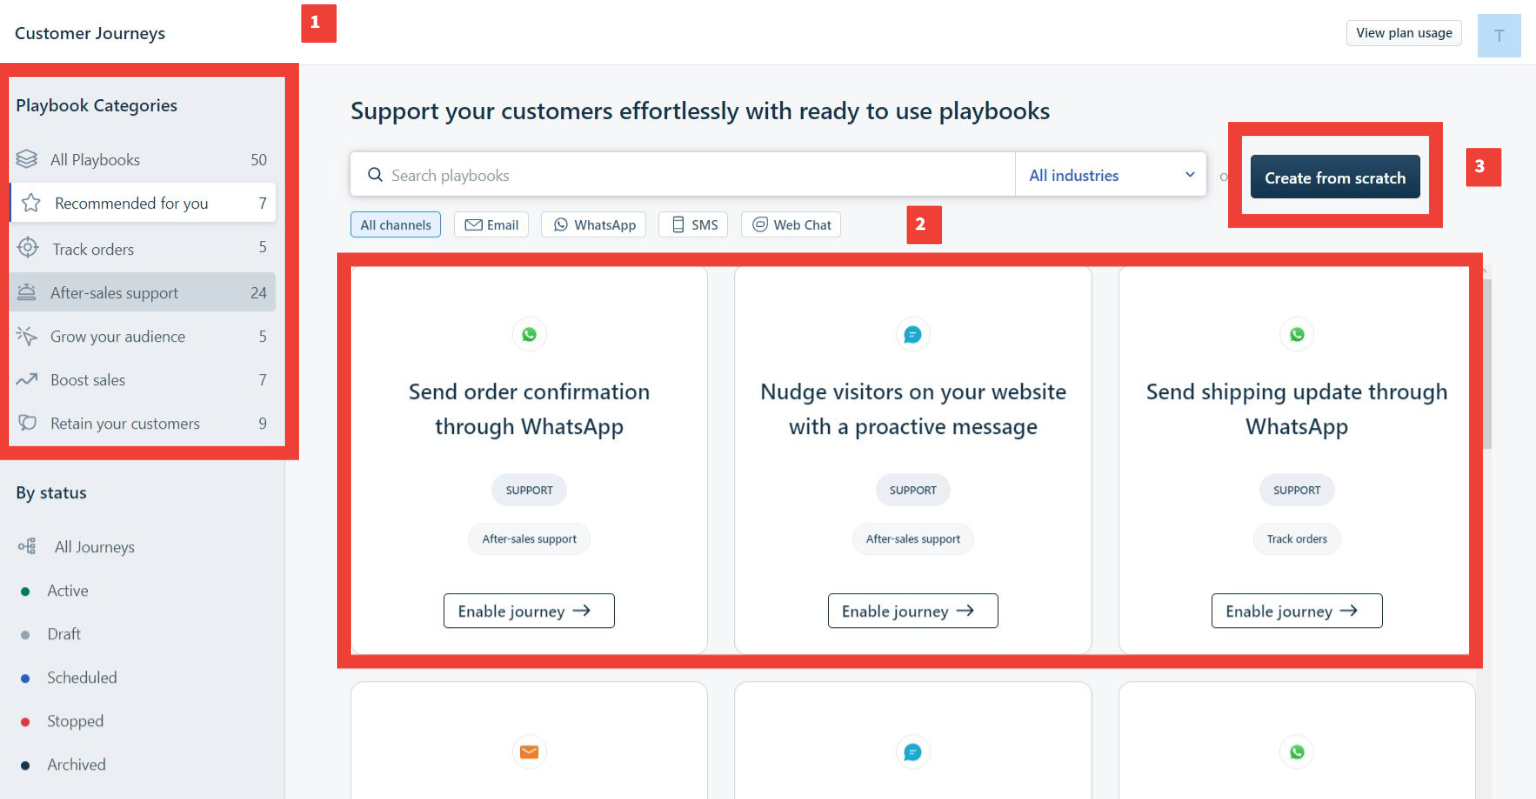 Customer Journeys
1
View plan usage
T
Playbook Categories
All Playbooks 50
Recommended for you 7
Track orders 5
After-sales support 24
Grow your audience 5
Boost sales 7
Retain your customers 9
By status
All Journeys
Active
Draft
Scheduled
Stopped
Archived
Support your customers effortlessly with ready to use playbooks
Search playbooks
All industries
Create from scratch
3
All channels
Email
WhatsApp
SMS
Web Chat
2
Send order confirmation
through WhatsApp
SUPPORT
After-sales support
Enable journey →
Nudge visitors on your website
with a proactive message
SUPPORT
After-sales support
Enable journey →
Send shipping update through
WhatsApp
SUPPORT
Track orders
Enable journey →